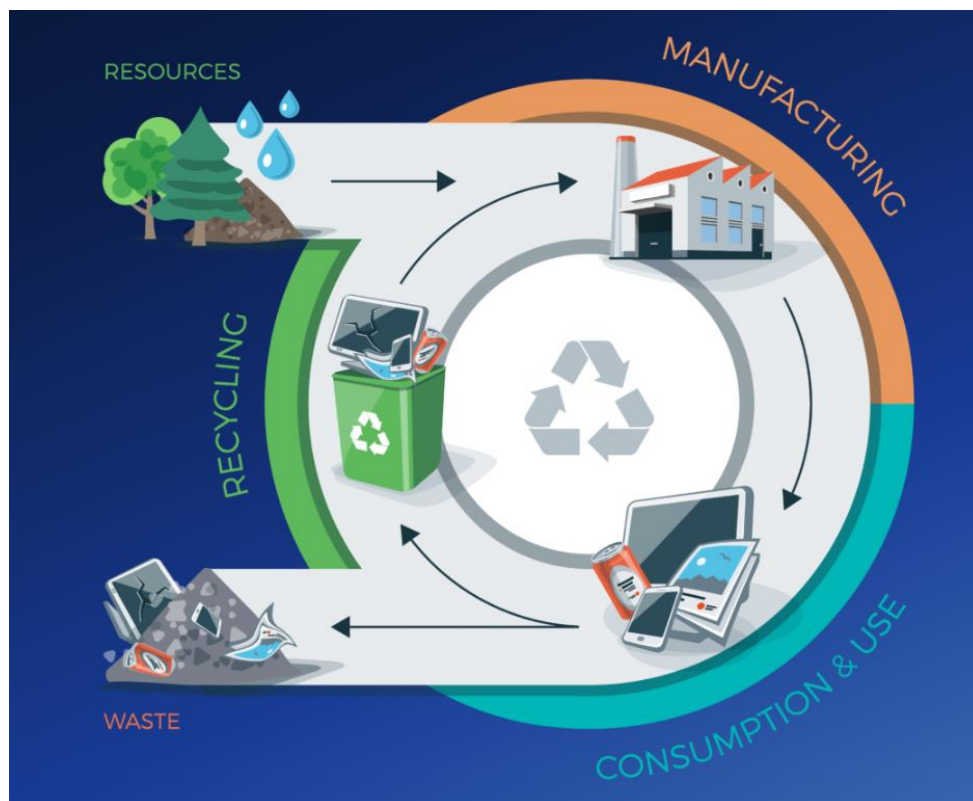 RESOURCES
MANUFACTURING
RECYCLING
WASTE
CONSUMPTION & USE